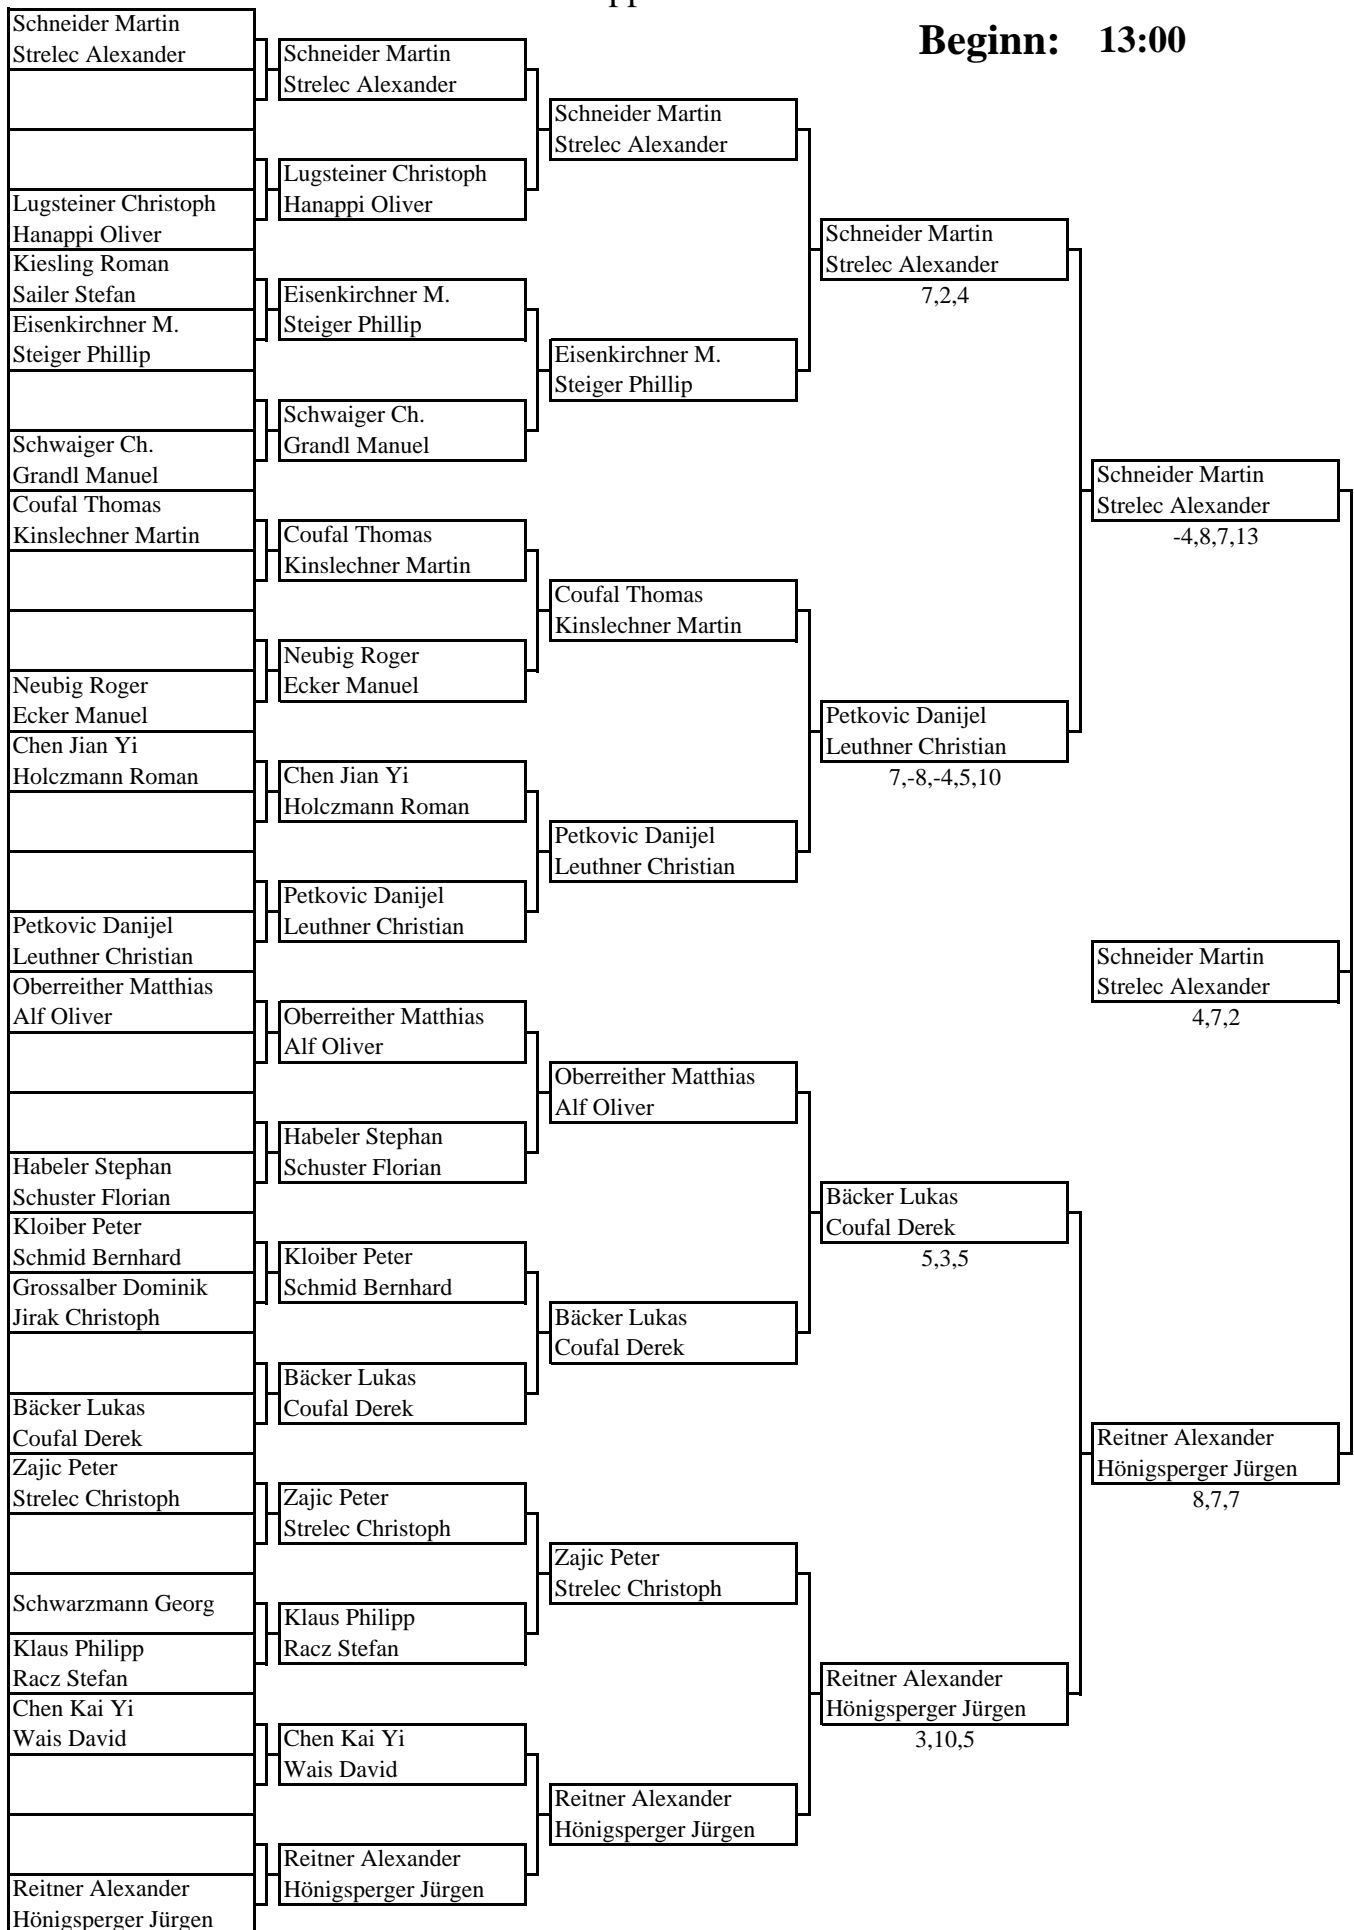 Beginn: 13:00
Schneider Martin
Strelec Alexander
Lugsteiner Christoph
Hanappi Oliver
Kiesling Roman
Sailer Stefan
Eisenkirchner M.
Steiger Phillip
Schwaiger Ch.
Grandl Manuel
Coufal Thomas
Kinslechner Martin
Neubig Roger
Ecker Manuel
Chen Jian Yi
Holczmann Roman
Petkovic Danijel
Leuthner Christian
Oberreither Matthias
Alf Oliver
Habeler Stephan
Schuster Florian
Kloiber Peter
Schmid Bernhard
Grossalber Dominik
Jirak Christoph
Bäcker Lukas
Coufal Derek
Zajic Peter
Strelec Christoph
Schwarzmann Georg
Klaus Philipp
Racz Stefan
Chen Kai Yi
Wais David
Reitner Alexander
Hönigsperger Jürgen
Schneider Martin
Strelec Alexander
Lugsteiner Christoph
Hanappi Oliver
Eisenkirchner M.
Steiger Phillip
Schwaiger Ch.
Grandl Manuel
Coufal Thomas
Kinslechner Martin
Neubig Roger
Ecker Manuel
Chen Jian Yi
Holczmann Roman
Petkovic Danijel
Leuthner Christian
Oberreither Matthias
Alf Oliver
Habeler Stephan
Schuster Florian
Kloiber Peter
Schmid Bernhard
Bäcker Lukas
Coufal Derek
Zajic Peter
Strelec Christoph
Klaus Philipp
Racz Stefan
Chen Kai Yi
Wais David
Reitner Alexander
Hönigsperger Jürgen
Schneider Martin
Strelec Alexander
Eisenkirchner M.
Steiger Phillip
Coufal Thomas
Kinslechner Martin
Petkovic Danijel
Leuthner Christian
Oberreither Matthias
Alf Oliver
Bäcker Lukas
Coufal Derek
Zajic Peter
Strelec Christoph
Reitner Alexander
Hönigsperger Jürgen
Schneider Martin
Strelec Alexander
7,2,4
Petkovic Danijel
Leuthner Christian
7,-8,-4,5,10
Bäcker Lukas
Coufal Derek
5,3,5
Reitner Alexander
Hönigsperger Jürgen
3,10,5
Schneider Martin
Strelec Alexander
-4,8,7,13
Schneider Martin
Strelec Alexander
4,7,2
Reitner Alexander
Hönigsperger Jürgen
8,7,7